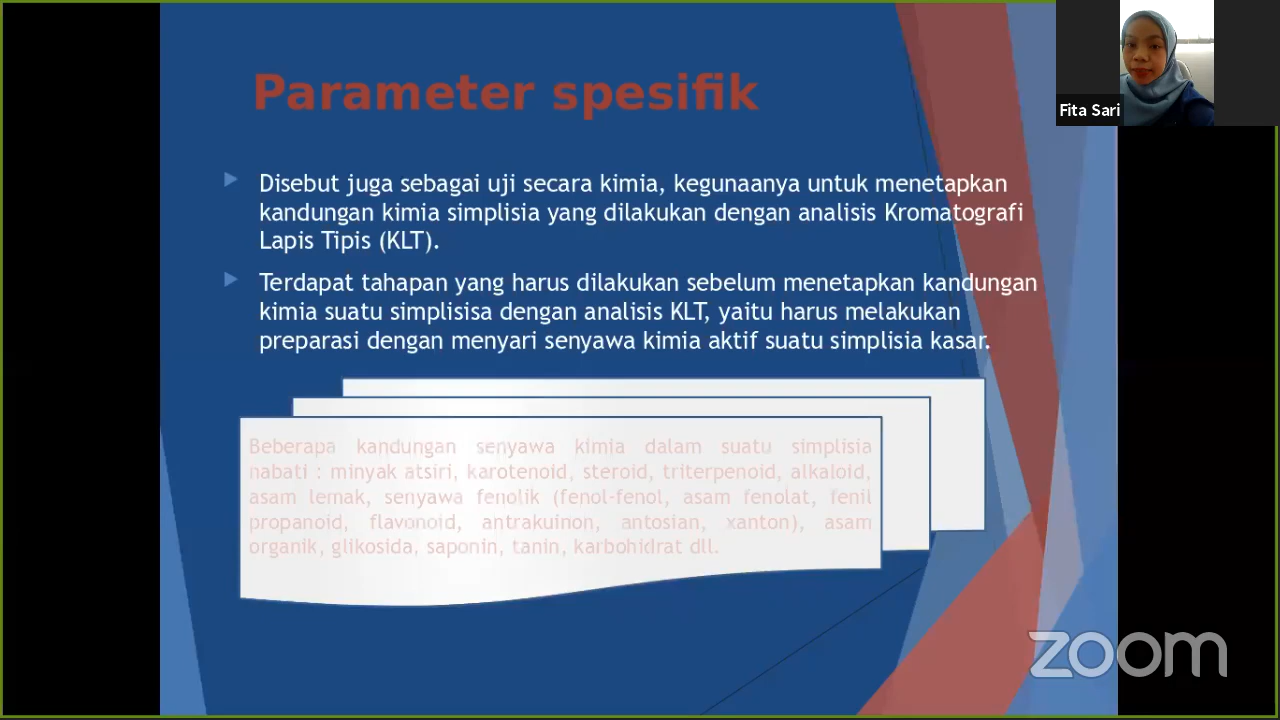 Parameter spesifik
Disebut juga sebagai uji secara kimia, kegunaanya untuk menetapkan
kandungan kimia simplisia yang dilakukan dengan analisis Kromatografi
Lapis Tipis (KLT).
Terdapat tahapan yang harus dilakukan sebelum menetapkan kandungan
kimia suatu simplisisa dengan analisis KLT, yaitu harus melakukan
preparasi dengan menyari senyawa kimia aktif suatu simplisia kasar.
Beberapa kandungan senyawa kimia dalam suatu simplisia
nabati : minyak atsiri, karotenoid, steroid, triterpenoid, alkaloid,
asam lemak, senyawa fenolik (fenol-fenol, asam fenolat, fenil
propanoid, flavonoid, antrakuinon, antosian, xanton), asam
organik, glikosida, saponin, tanin, karbohidrat dll.
Fita Sari
zoom